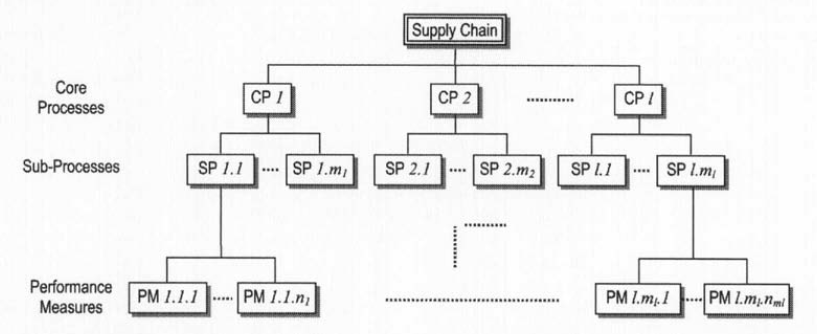 Supply Chain
Core
Processes
CP 1
CP 2
CP l
Sub-Processes
SP 1.1
SP 1.m₁
SP 2.1
SP 2.m₂
SP l.1
SP l.mₗ
Performance
Measures
PM 1.1.1
PM 1.1.n₁
PM l.mₗ.1
PM l.mₗ.nₘₗ